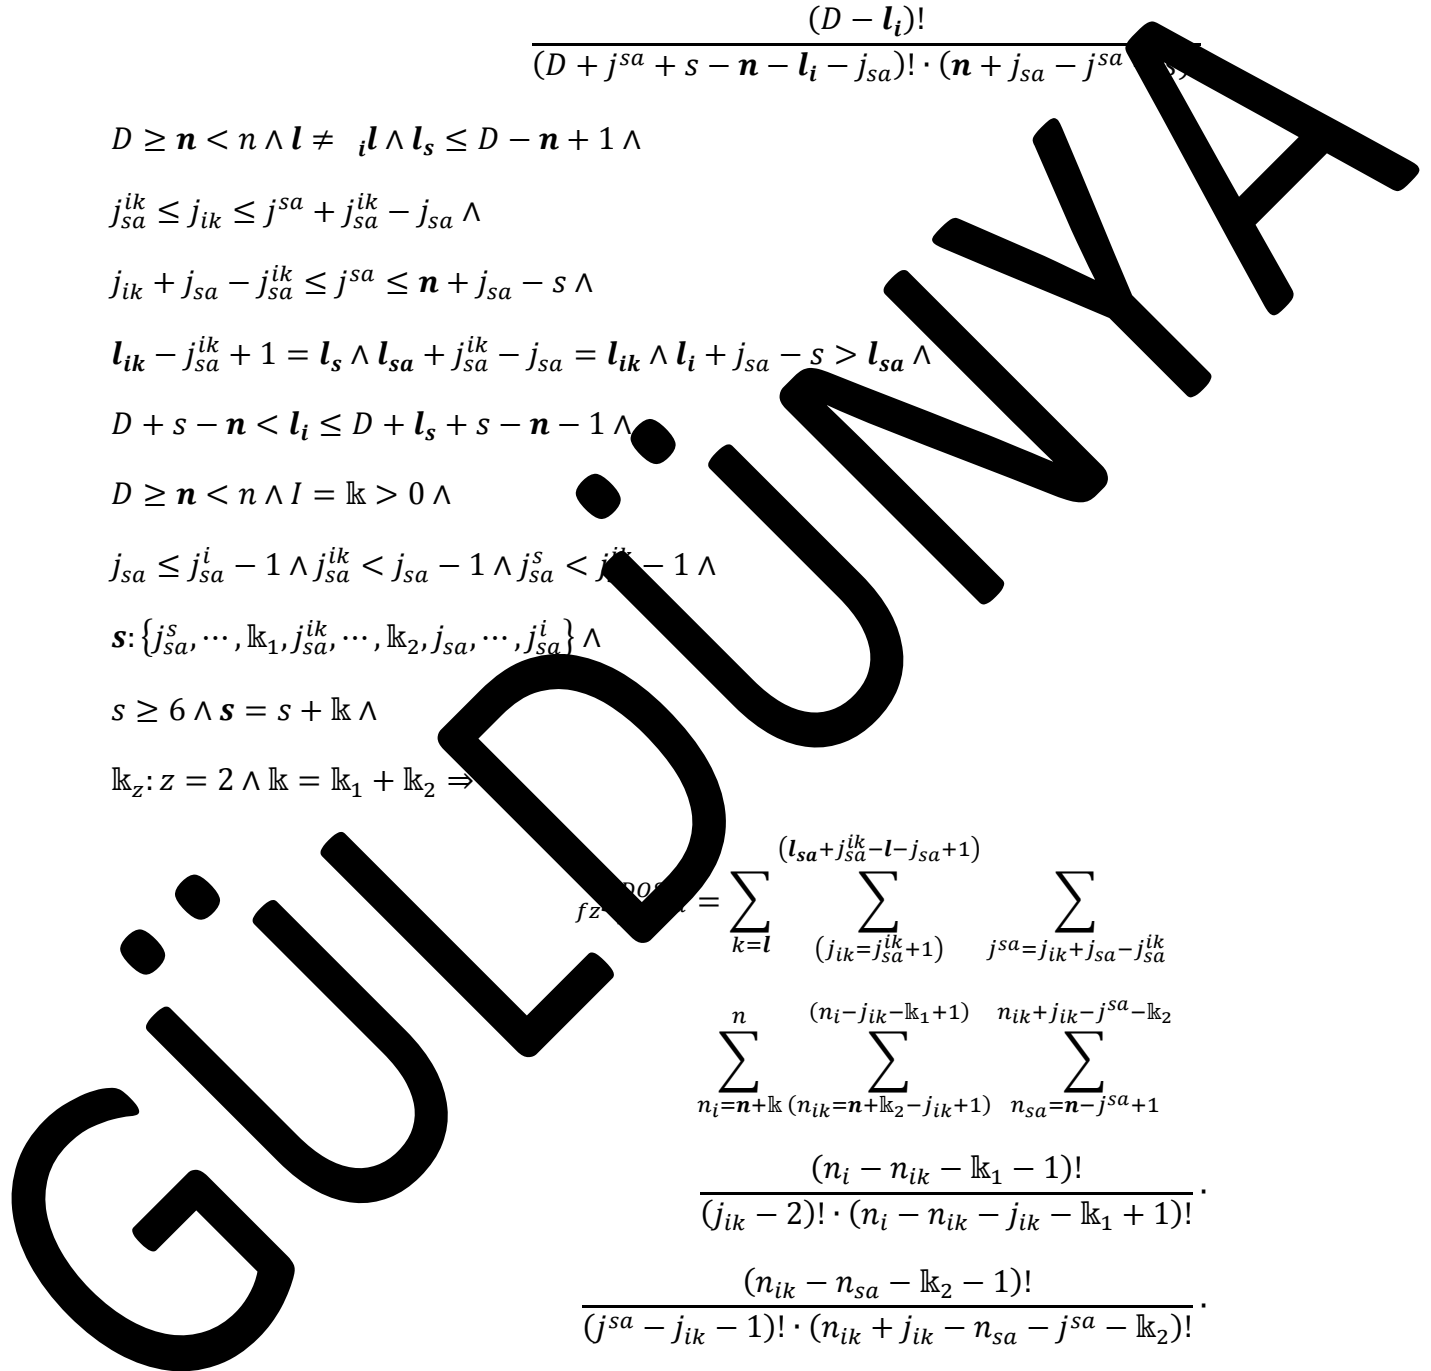 (D − l_i)!
(D + j^{sa} + s − n − l_i − j_{sa})! · (n + j_{sa} − j^{sa}
D ≥ n < n ∧ l ≠ _il ∧ l_s ≤ D − n + 1 ∧
j_{sa}^{ik} ≤ j_{ik} ≤ j^{sa} + j_{sa}^{ik} − j_{sa} ∧
j_{ik} + j_{sa} − j_{sa}^{ik} ≤ j^{sa} ≤ n + j_{sa} − s ∧
l_{ik} − j_{sa}^{ik} + 1 = l_s ∧ l_{sa} + j_{sa}^{ik} − j_{sa} = l_{ik} ∧ l_i + j_{sa} − s > l_{sa} ∧
D + s − n < l_i ≤ D + l_s + s − n − 1 ∧
D ≥ n < n ∧ I = 𝕜 > 0 ∧
j_{sa} ≤ j_{sa}^i − 1 ∧ j_{sa}^{ik} < j_{sa} − 1 ∧ j_{sa}^s < j_{sa}^{ik} − 1 ∧
s: {j_{sa}^s, ⋯, 𝕜_1, j_{sa}^{ik}, ⋯, 𝕜_2, j_{sa}, ⋯, j_{sa}^i} ∧
s ≥ 6 ∧ s = s + 𝕜 ∧
𝕜_z: z = 2 ∧ 𝕜 = 𝕜_1 + 𝕜_2 ⇒
= ∑_{k=l} ∑_{(j_{ik}=j_{sa}^{ik}+1)}^{(l_{sa}+j_{sa}^{ik}−l−j_{sa}+1)} ∑_{j^{sa}=j_{ik}+j_{sa}−j_{sa}^{ik}}
∑_{n_i=n+𝕜}^{n} ∑_{(n_{ik}=n+𝕜_2−j_{ik}+1)}^{(n_i−j_{ik}−𝕜_1+1)} ∑_{n_{sa}=n−j^{sa}+1}^{n_{ik}+j_{ik}−j^{sa}−𝕜_2}
(n_i − n_{ik} − 𝕜_1 − 1)!
(j_{ik} − 2)! · (n_i − n_{ik} − j_{ik} − 𝕜_1 + 1)! ·
(n_{ik} − n_{sa} − 𝕜_2 − 1)!
(j^{sa} − j_{ik} − 1)! · (n_{ik} + j_{ik} − n_{sa} − j^{sa} − 𝕜_2)! ·
GÜLDÜNYA